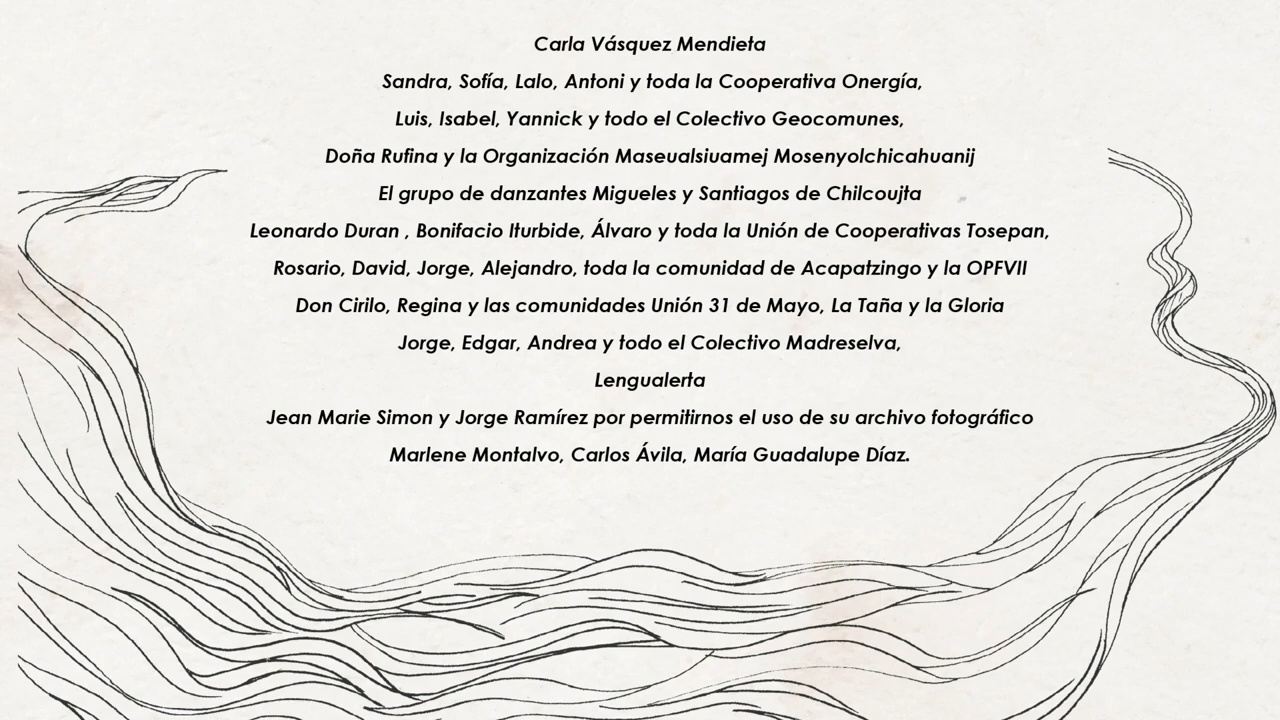 Carla Vásquez Mendieta
Sandra, Sofía, Lalo, Antoni y toda la Cooperativa Onergía,
Luis, Isabel, Yannick y todo el Colectivo Geocomunes,
Doña Rufina y la Organización Maseualsiuamej Mosenyolchicahuanij
El grupo de danzantes Migueles y Santiagos de Chilcoujta
Leonardo Duran , Bonifacio Iturbide, Álvaro y toda la Unión de Cooperativas Tosepan,
Rosario, David, Jorge, Alejandro, toda la comunidad de Acapatzingo y la OPFVII
Don Cirilo, Regina y las comunidades Unión 31 de Mayo, La Taña y la Gloria
Jorge, Edgar, Andrea y todo el Colectivo Madreselva,
Lengualerta
Jean Marie Simon y Jorge Ramírez por permitirnos el uso de su archivo fotográfico
Marlene Montalvo, Carlos Ávila, María Guadalupe Díaz.